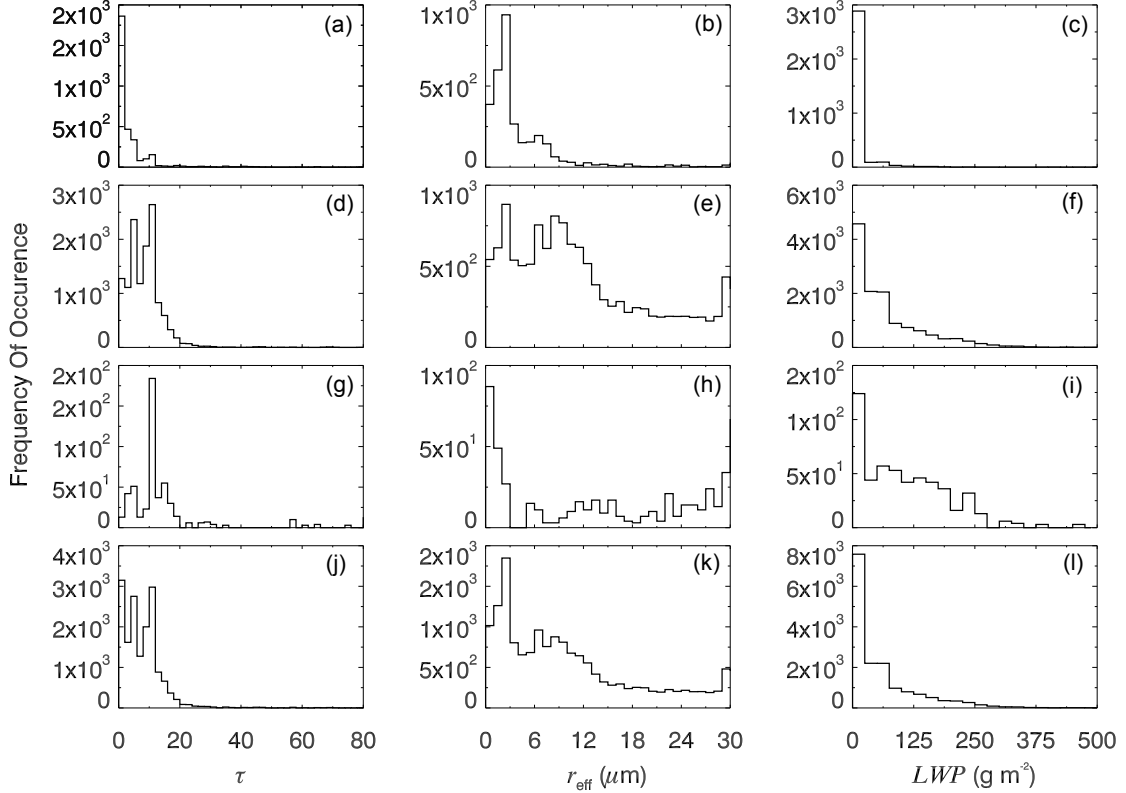 2x10³ 2x10³ 1x10³ 5x10² 0 (a)
1x10³ 5x10² 0 (b)
3x10³ 2x10³ 1x10³ 0 (c)
3x10³ 2x10³ 1x10³ 0 (d)
1x10³ 5x10² 0 (e)
6x10³ 4x10³ 2x10³ 0 (f)
2x10² 2x10² 1x10² 5x10¹ 0 (g)
1x10² 5x10¹ 0 (h)
2x10² 1x10² 5x10¹ 0 (i)
4x10³ 3x10³ 2x10³ 1x10³ 0 (j)
2x10³ 2x10³ 1x10³ 5x10² 0 (k)
8x10³ 6x10³ 4x10³ 2x10³ 0 (l)
Frequency Of Occurence
0 20 40 60 80
0 6 12 18 24 30
0 125 250 375 500
τ
r_eff (μm)
LWP (g m⁻²)